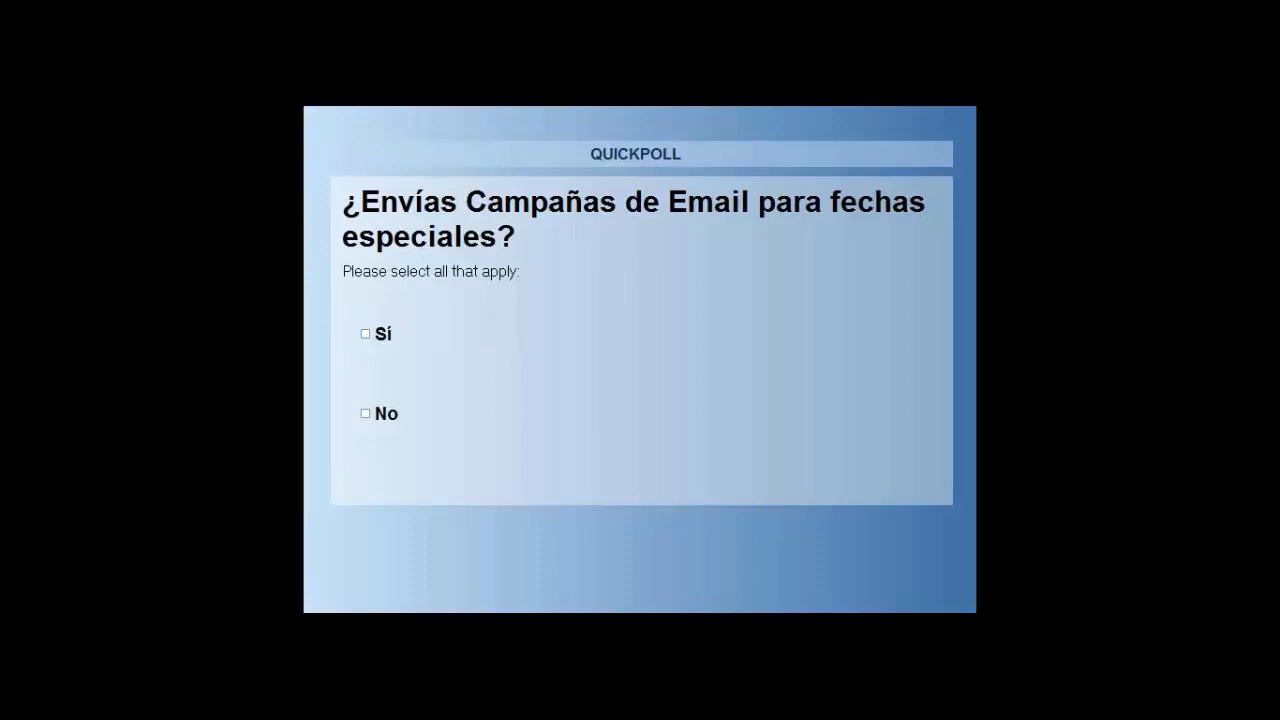 QUICKPOLL
¿Envías Campañas de Email para fechas
especiales?
Please select all that apply:
Sí
No